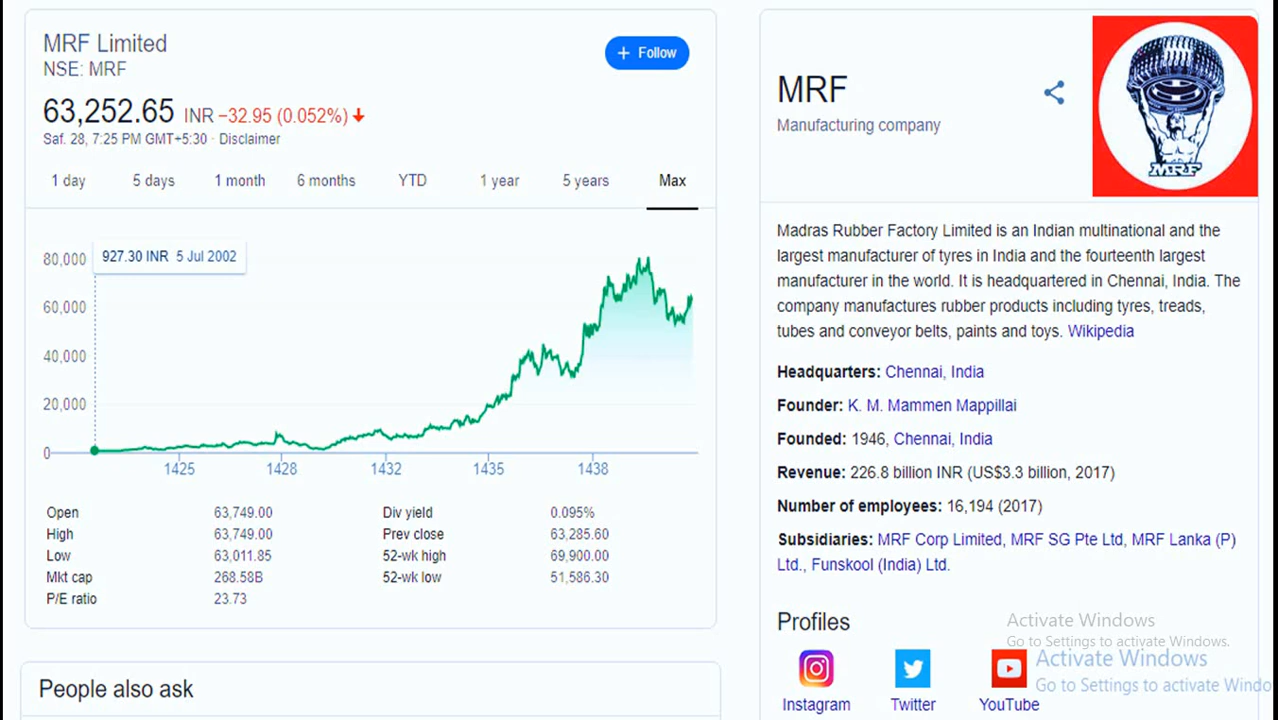 MRF Limited
NSE: MRF
+ Follow
63,252.65 INR −32.95 (0.052%)
Saf. 28, 7:25 PM GMT+5:30 · Disclaimer
1 day 5 days 1 month 6 months YTD 1 year 5 years Max
927.30 INR 5 Jul 2002
80,000
60,000
40,000
20,000
0
1425 1428 1432 1435 1438
Open 63,749.00 Div yield 0.095%
High 63,749.00 Prev close 63,285.60
Low 63,011.85 52-wk high 69,900.00
Mkt cap 268.58B 52-wk low 51,586.30
P/E ratio 23.73
People also ask
MRF
Manufacturing company
MRF
Madras Rubber Factory Limited is an Indian multinational and the
largest manufacturer of tyres in India and the fourteenth largest
manufacturer in the world. It is headquartered in Chennai, India. The
company manufactures rubber products including tyres, treads,
tubes and conveyor belts, paints and toys. Wikipedia
Headquarters: Chennai, India
Founder: K. M. Mammen Mappillai
Founded: 1946, Chennai, India
Revenue: 226.8 billion INR (US$3.3 billion, 2017)
Number of employees: 16,194 (2017)
Subsidiaries: MRF Corp Limited, MRF SG Pte Ltd, MRF Lanka (P)
Ltd., Funskool (India) Ltd.
Profiles
Instagram Twitter YouTube
Activate Windows
Go to Settings to activate Windows.
Activate Windows
Go to Settings to activate Windo